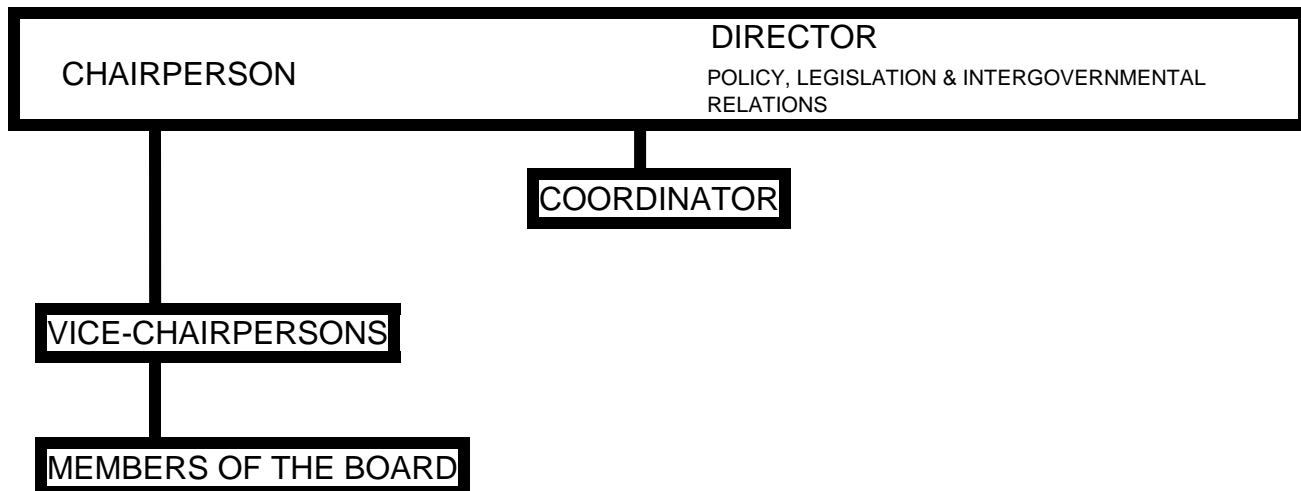 CHAIRPERSON
DIRECTOR
POLICY, LEGISLATION & INTERGOVERNMENTAL
RELATIONS
COORDINATOR
VICE-CHAIRPERSONS
MEMBERS OF THE BOARD